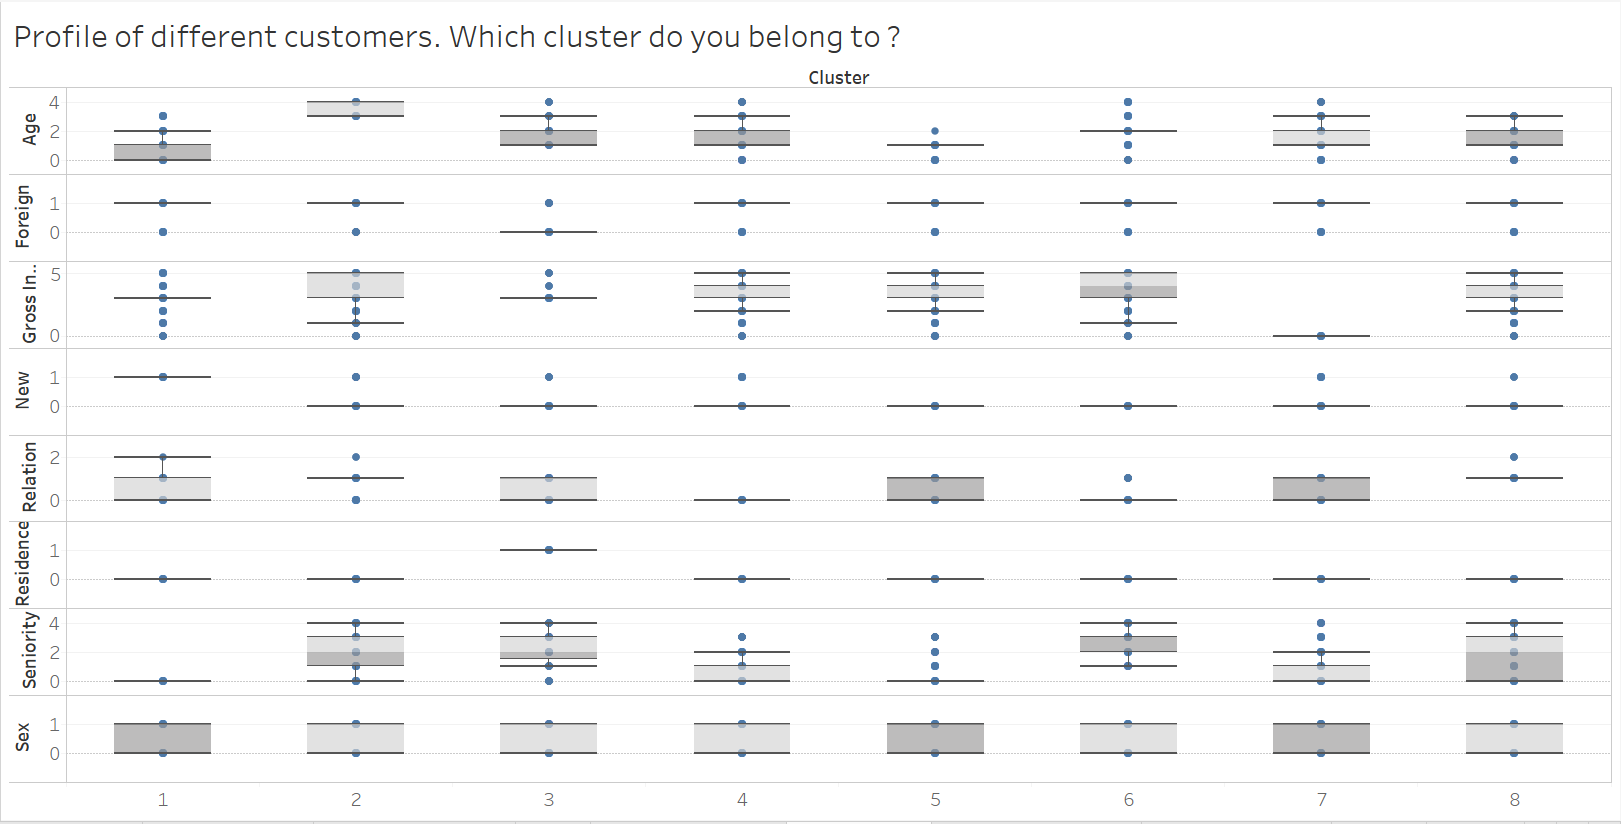 Profile of different customers. Which cluster do you belong to ?
Cluster
Age
4
2
0
Foreign
1
0
Gross In..
5
0
New
1
0
Relation
2
0
Residence
1
0
Seniority
4
2
0
Sex
1
0
1 2 3 4 5 6 7 8